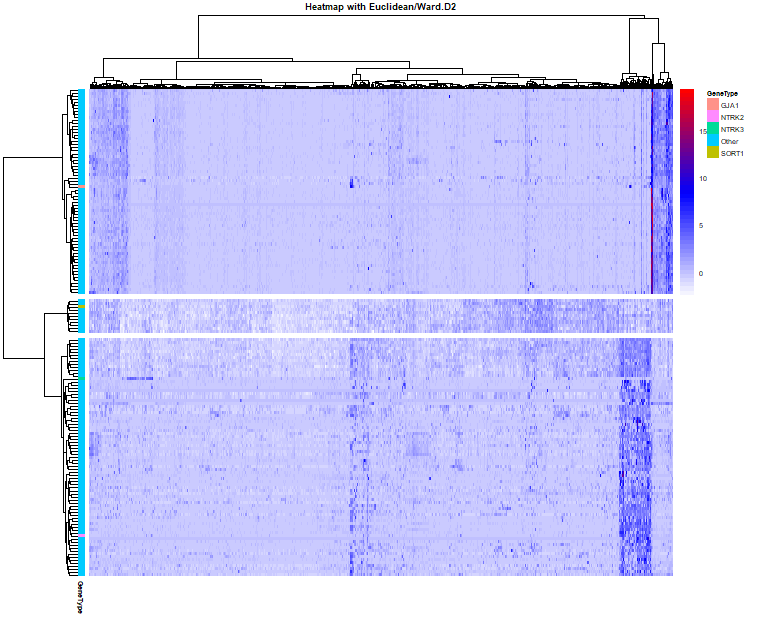 Heatmap with Euclidean/Ward.D2
15
10
5
0
GeneType
GJA1
NTRK2
NTRK3
Other
SORT1
GeneType